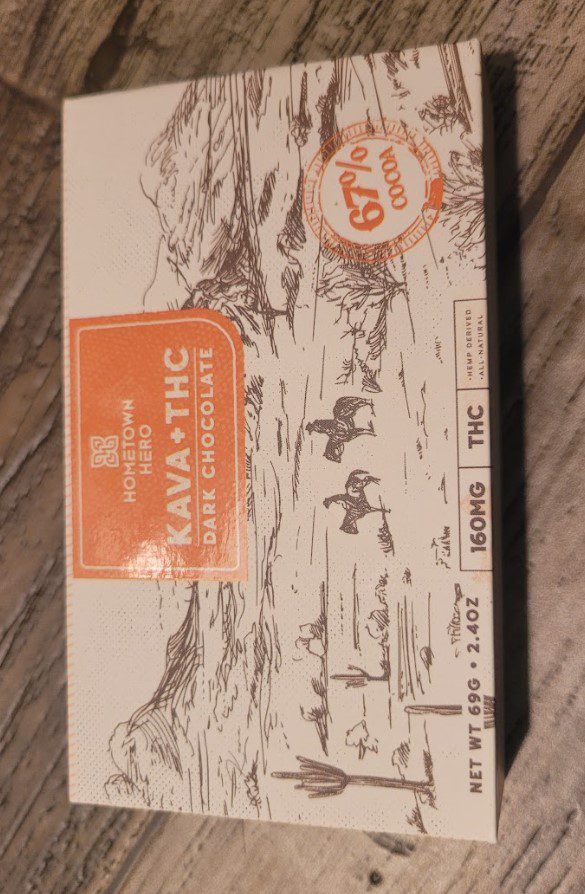 HOMETOWN
HERO
KAVA+THC
DARK CHOCOLATE
67%
COCOA
NET WT 69G • 2.4OZ
160MG
THC
•HEMP DERIVED
•ALL-NATURAL